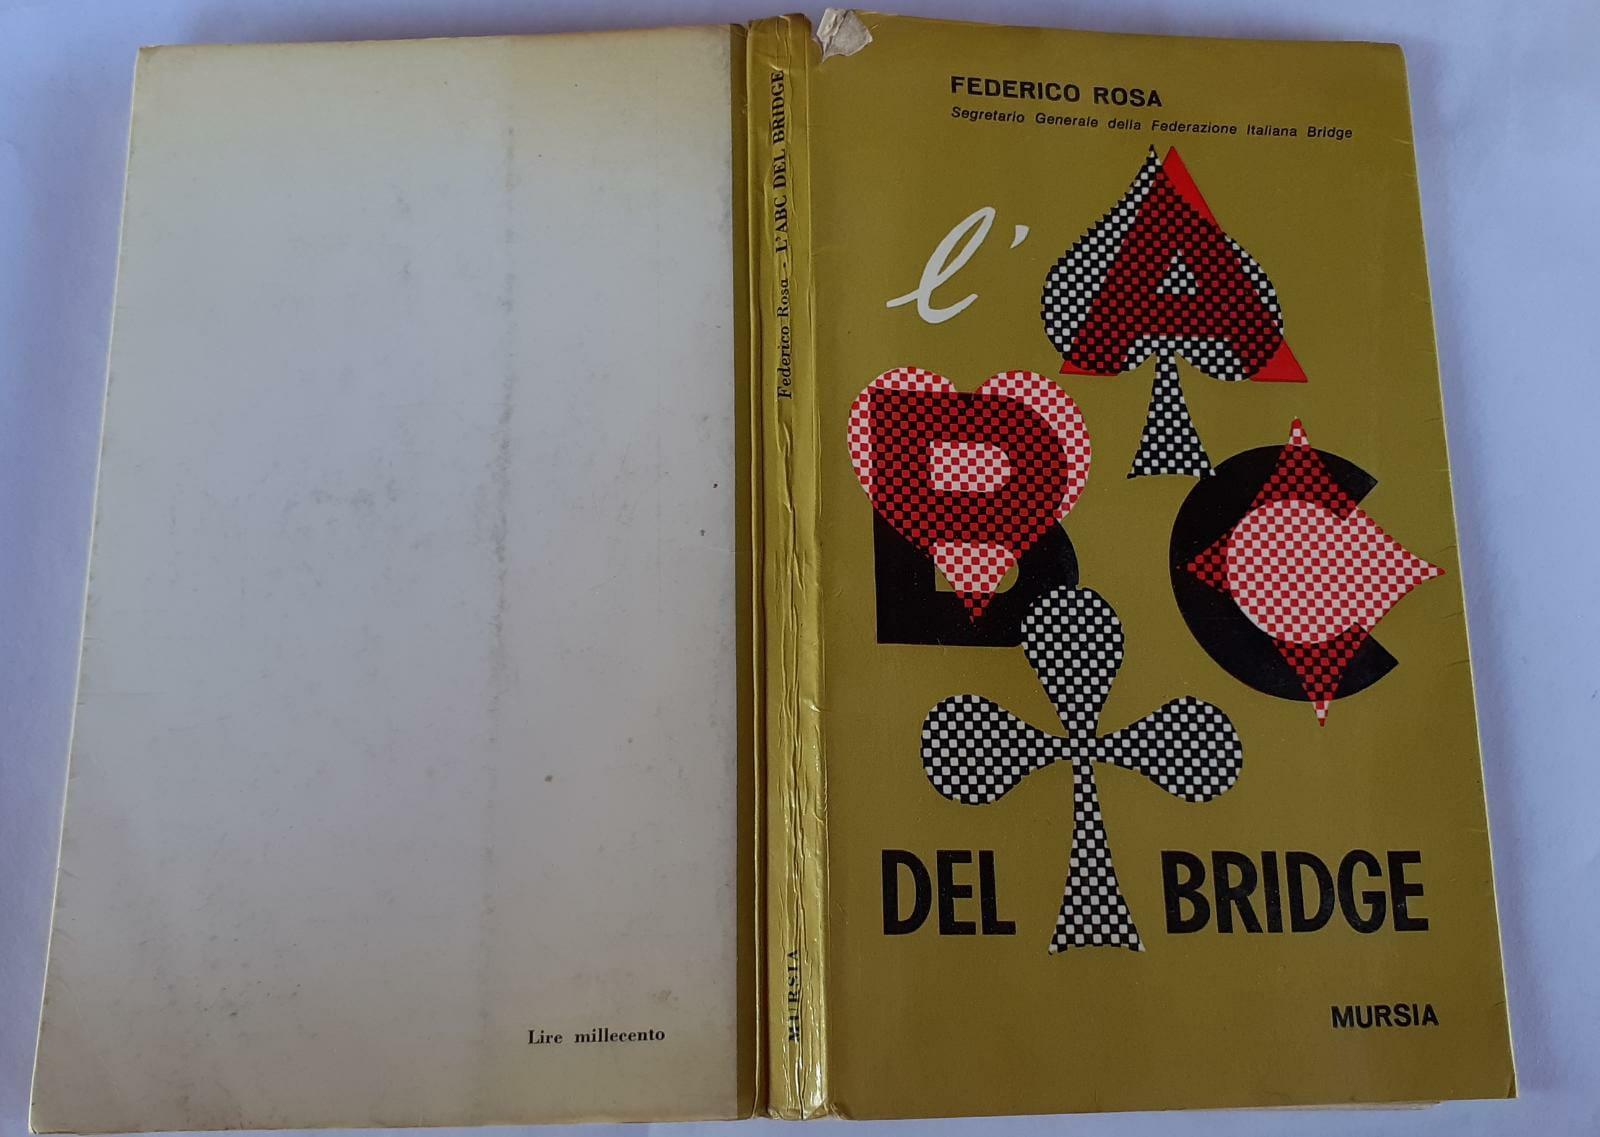 FEDERICO ROSA
Segretario Generale della Federazione Italiana Bridge
l'ABC
DEL BRIDGE
MURSIA
Federico Rosa - L'ABC DEL BRIDGE
MURSIA
Lire millecento